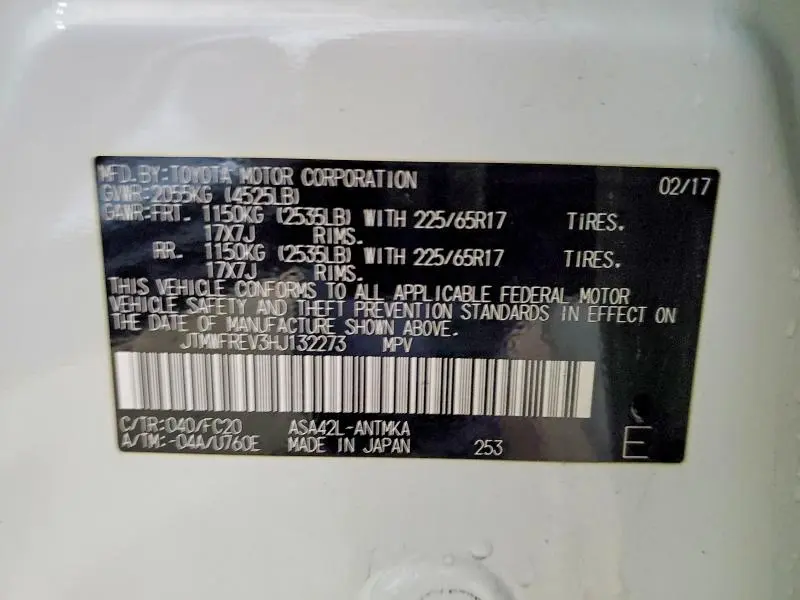 MFD.BY:TOYOTA MOTOR CORPORATION 02/17
GVWR:2055KG (4525LB)
GAWR:FRT. 1150KG (2535LB) WITH 225/65R17 TIRES.
17X7J RIMS.
RR. 1150KG (2535LB) WITH 225/65R17 TIRES.
17X7J RIMS.
THIS VEHICLE CONFORMS TO ALL APPLICABLE FEDERAL MOTOR
VEHICLE SAFETY AND THEFT PREVENTION STANDARDS IN EFFECT ON
THE DATE OF MANUFACTURE SHOWN ABOVE.
JTMWFREV3HJ132273 MPV
C/TR:040/FC20 ASA42L-ANTMKA
A/TM:-04A/U760E MADE IN JAPAN 253 E